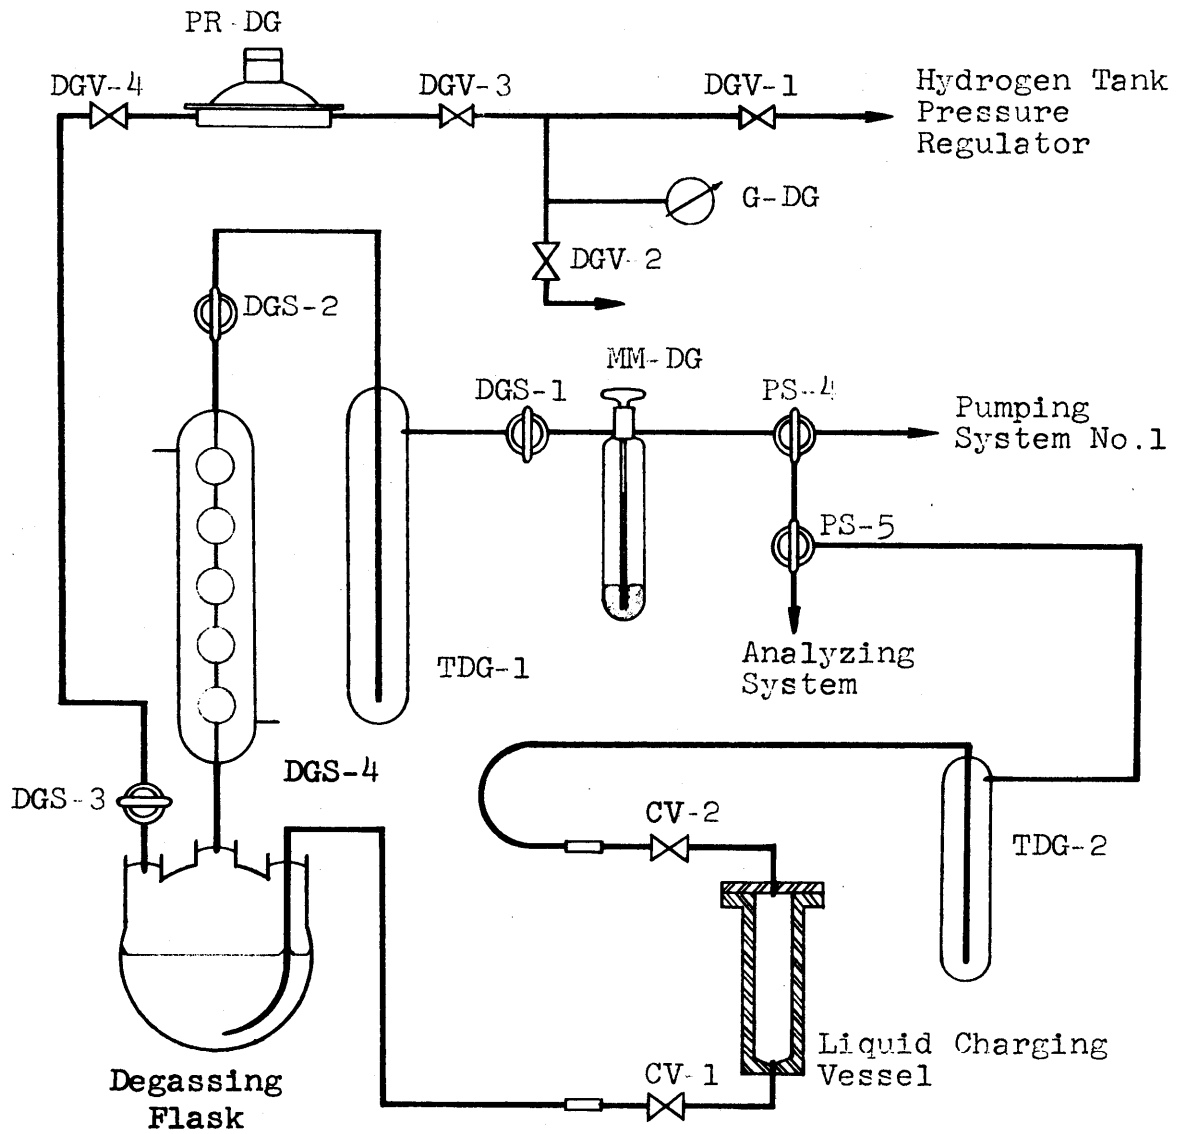 PR-DG
DGV-4
DGV-3
DGV-1
Hydrogen Tank
Pressure
Regulator
G-DG
DGV-2
DGS-2
MM-DG
DGS-1
PS-4
Pumping
System No.1
PS-5
TDG-1
Analyzing
System
DGS-4
DGS-3
CV-2
TDG-2
Liquid Charging
Vessel
CV-1
Degassing
Flask